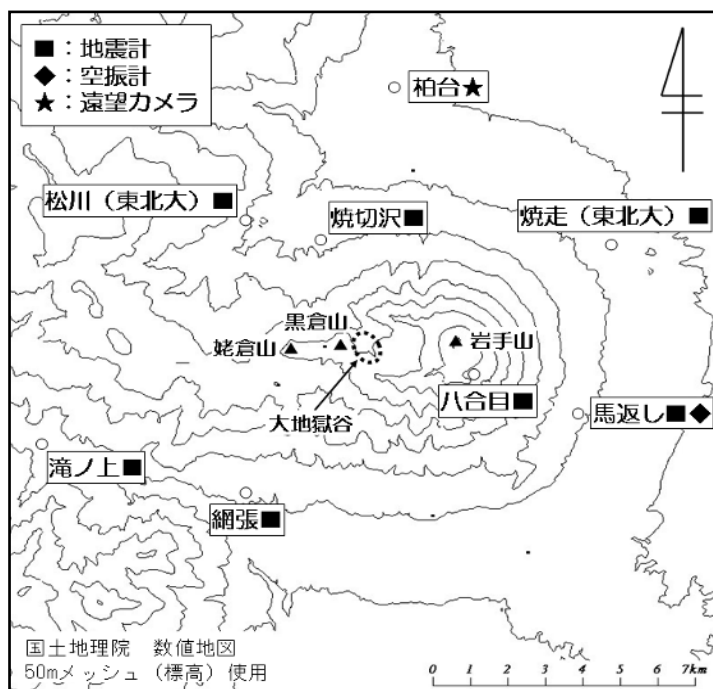 ■：地震計
◆：空振計
★：遠望カメラ
柏台★
松川（東北大）■
焼切沢■
焼走（東北大）■
黒倉山
姥倉山
岩手山
大地獄谷
八合目■
馬返し■◆
滝ノ上■
網張■
国土地理院　数値地図
50mメッシュ（標高）使用
0 1 2 3 4 5 6 7km